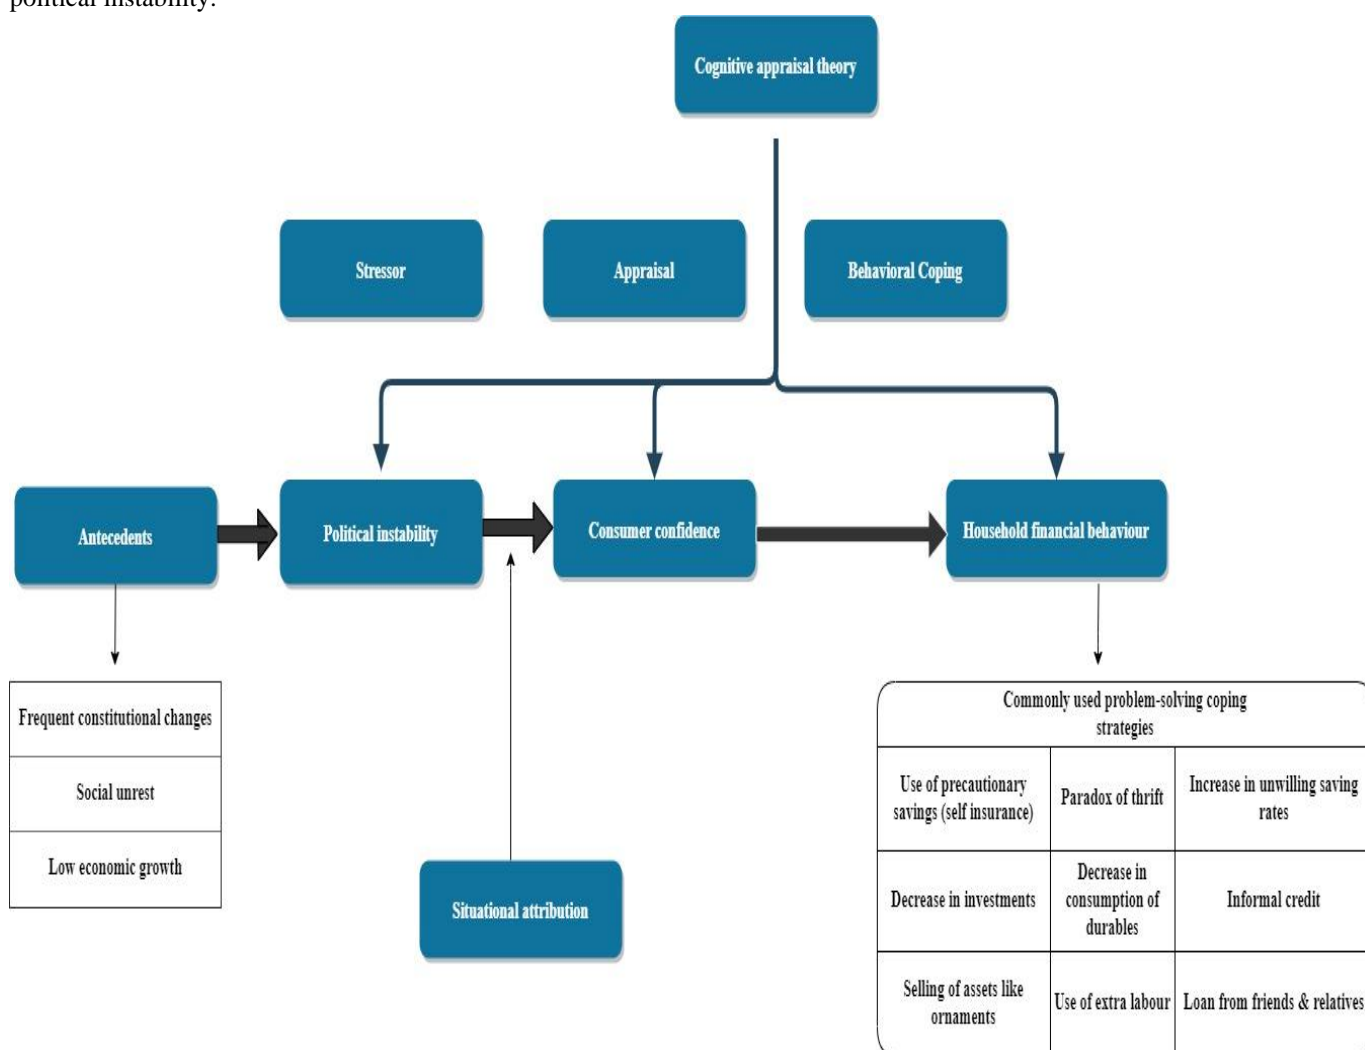 political instability.
Cognitive appraisal theory
Stressor
Appraisal
Behavioral Coping
Antecedents
Political instability
Consumer confidence
Household financial behaviour
Frequent constitutional changes
Social unrest
Low economic growth
Situational attribution
Commonly used problem-solving coping
strategies
Use of precautionary
savings (self insurance)
Paradox of thrift
Increase in unwilling saving
rates
Decrease in investments
Decrease in
consumption of
durables
Informal credit
Selling of assets like
ornaments
Use of extra labour
Loan from friends & relatives